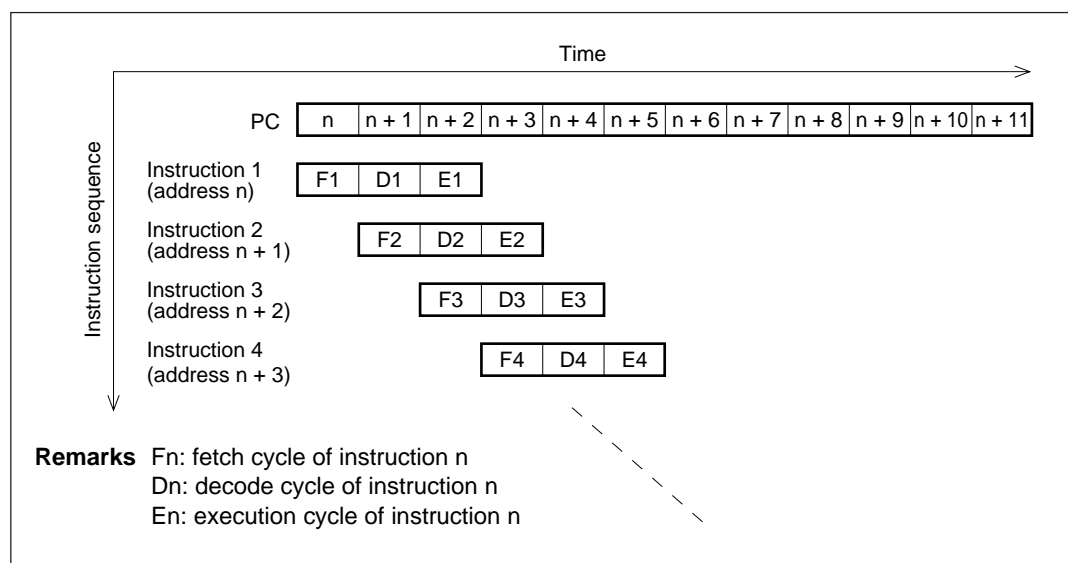 Time
Instruction sequence
PC n n + 1 n + 2 n + 3 n + 4 n + 5 n + 6 n + 7 n + 8 n + 9 n + 10 n + 11
Instruction 1
(address n)
F1 D1 E1
Instruction 2
(address n + 1)
F2 D2 E2
Instruction 3
(address n + 2)
F3 D3 E3
Instruction 4
(address n + 3)
F4 D4 E4
Remarks Fn: fetch cycle of instruction n
Dn: decode cycle of instruction n
En: execution cycle of instruction n